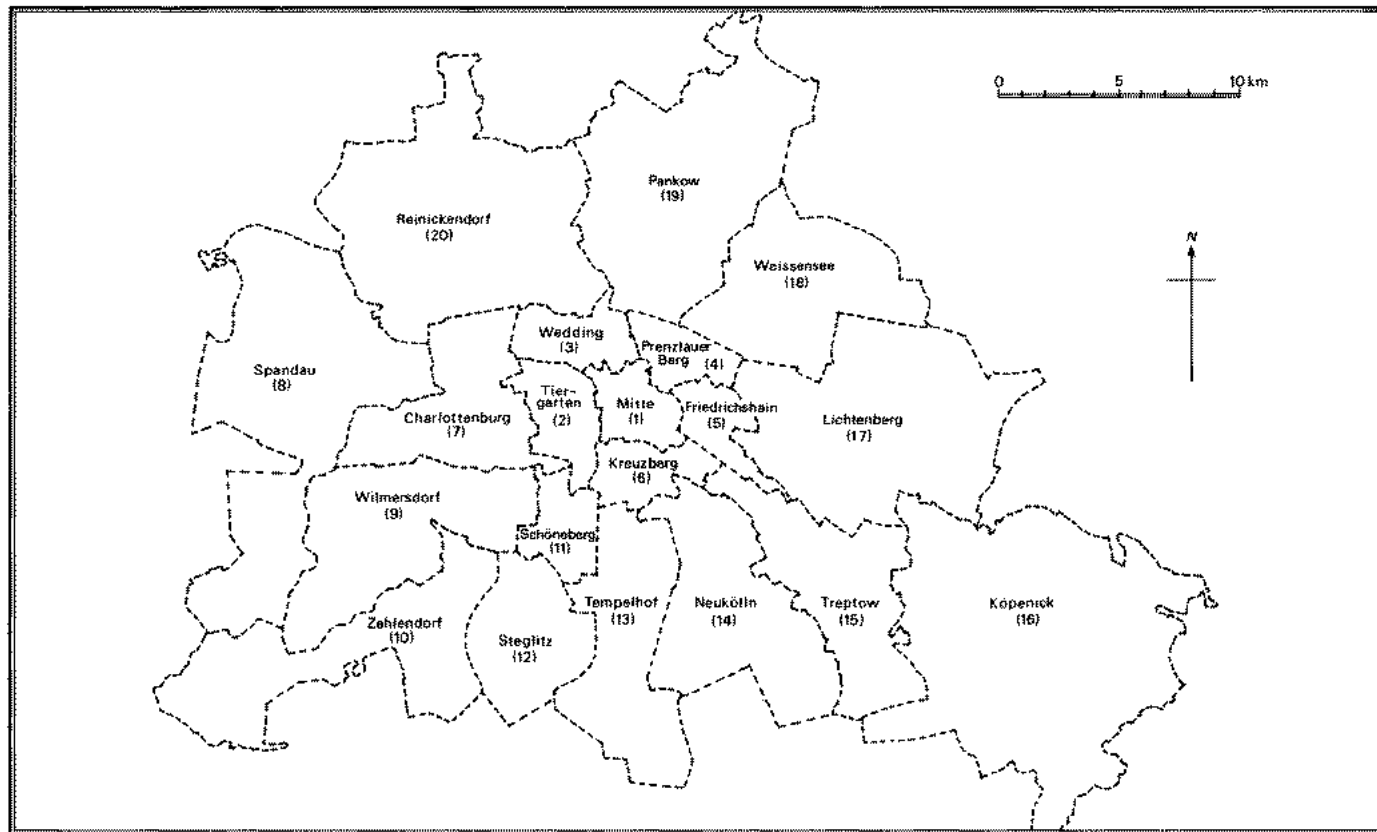 0 5 10 km
Pankow
(19)
Reinickendorf
(20)
N
Weissensee
(18)
Wedding
(3)
Prenzlauer
Berg (4)
Spandau
(8)
Tier-
garten
(2)
Mitte
(1)
Friedrichshain
(5)
Charlottenburg
(7)
Lichtenberg
(17)
Kreuzberg
(6)
Wilmersdorf
(9)
Schöneberg
(11)
Zehlendorf
(10)
Steglitz
(12)
Tempelhof
(13)
Neukölln
(14)
Treptow
(15)
Köpenick
(16)